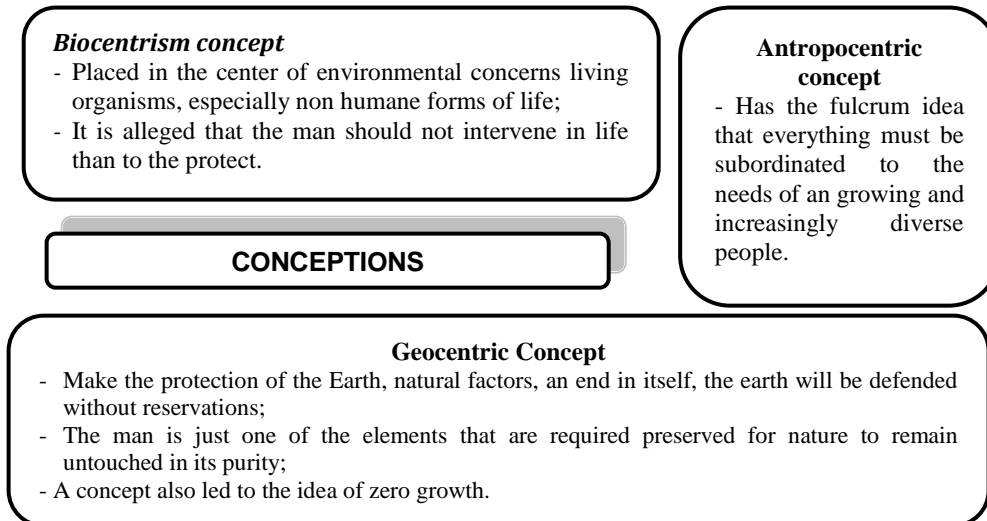 Biocentrism concept
- Placed in the center of environmental concerns living
organisms, especially non humane forms of life;
- It is alleged that the man should not intervene in life
than to the protect.
Antropocentric
concept
- Has the fulcrum idea
that everything must be
subordinated to the
needs of an growing and
increasingly diverse
people.
CONCEPTIONS
Geocentric Concept
- Make the protection of the Earth, natural factors, an end in itself, the earth will be defended
without reservations;
- The man is just one of the elements that are required preserved for nature to remain
untouched in its purity;
- A concept also led to the idea of zero growth.